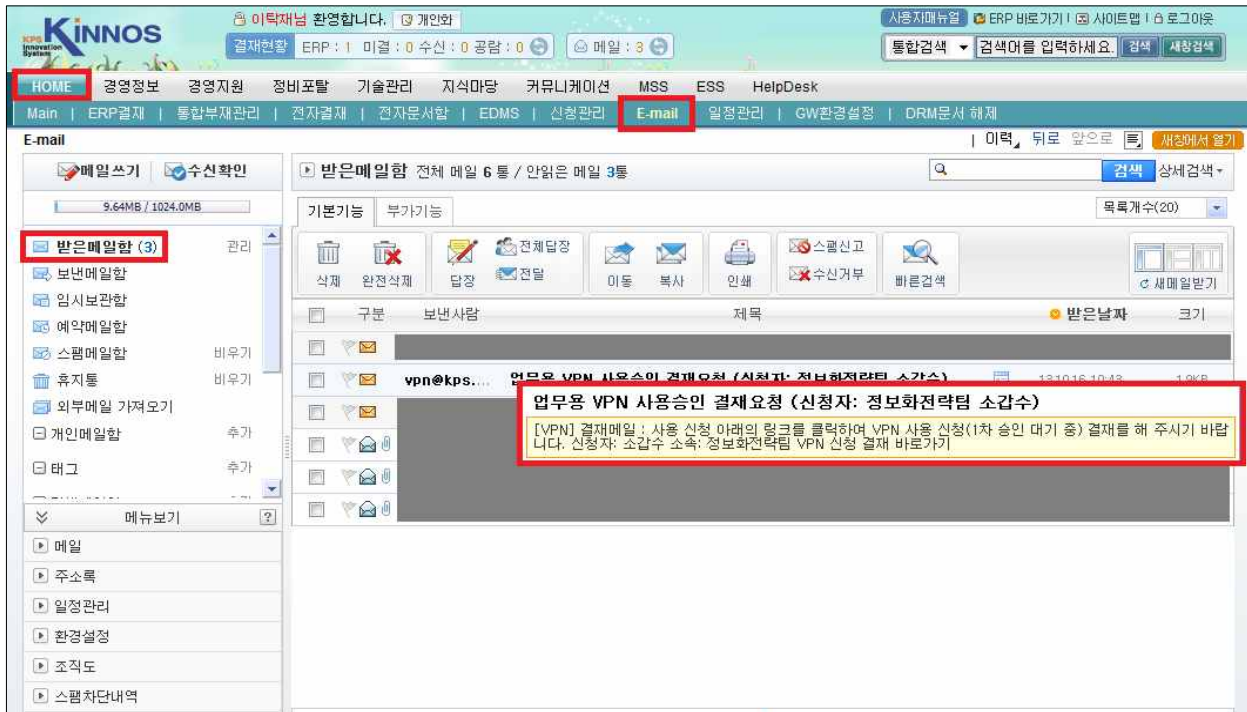 KPS Innovation System KiNNOS
이탁재님 환영합니다. 개인화
사용자매뉴얼 ERP 바로가기 | 사이트맵 | 로그아웃
결재현황 ERP : 1 미결 : 0 수신 : 0 공람 : 0 메일 : 3
통합검색 검색어를 입력하세요. 검색 새창검색
HOME 경영정보 경영지원 정비포탈 기술관리 지식마당 커뮤니케이션 MSS ESS HelpDesk
Main | ERP결재 | 통합부재관리 | 전자결재 | 전자문서함 | EDMS | 신청관리 E-mail 일정관리 | GW환경설정 | DRM문서 해제
E-mail
| 이력 뒤로 앞으로 새창에서 열기
메일쓰기 수신확인
받은메일함 전체 메일 6 통 / 안읽은 메일 3통
검색 상세검색
9.64MB / 1024.0MB
기본기능 부가기능
목록개수(20)
받은메일함 (3) 관리
보낸메일함
임시보관함
예약메일함
스팸메일함 비우기
휴지통 비우기
외부메일 가져오기
개인메일함 추가
태그 추가
삭제 완전삭제 답장 전체답장 전달 이동 복사 인쇄 스팸신고 수신거부 빠른검색
새메일받기
구분 보낸사람 제목 받은날짜 크기
vpn@kps.... 업무용 VPN 사용승인 결재요청 (신청자: 정보화전략팀 소갑수) 13.10.16 10:43 1.9KB
업무용 VPN 사용승인 결재요청 (신청자: 정보화전략팀 소갑수)
[VPN] 결재메일 : 사용 신청 아래의 링크를 클릭하여 VPN 사용 신청(1차 승인 대기 중) 결재를 해 주시기 바랍
니다. 신청자: 소갑수 소속: 정보화전략팀 VPN 신청 결재 바로가기
메뉴보기 ?
메일
주소록
일정관리
환경설정
조직도
스팸차단내역